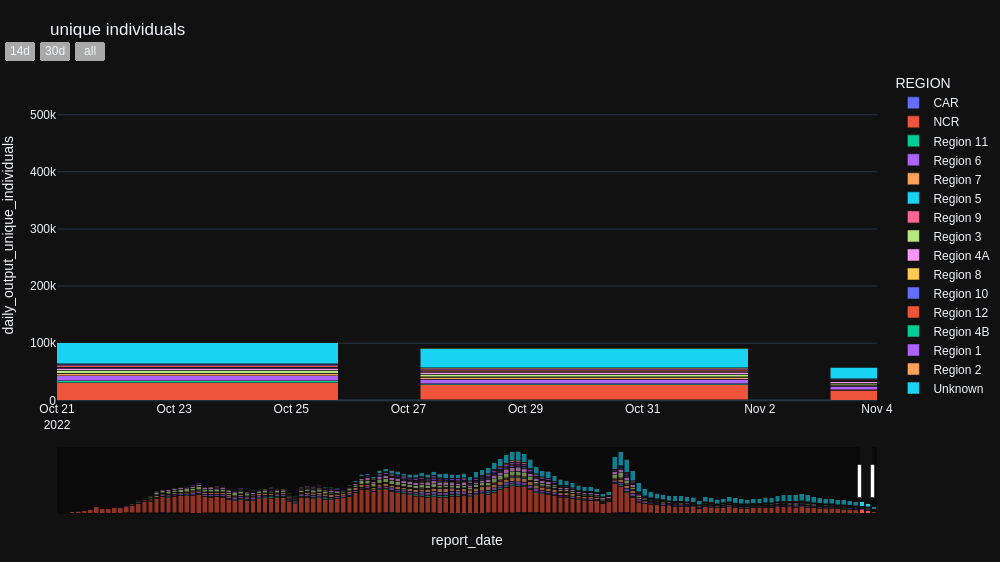 unique individuals
14d
30d
all
REGION
CAR
NCR
Region 11
Region 6
Region 7
Region 5
Region 9
Region 3
Region 4A
Region 8
Region 10
Region 12
Region 4B
Region 1
Region 2
Unknown
daily_output_unique_individuals
500k
400k
300k
200k
100k
0
Oct 21
2022
Oct 23
Oct 25
Oct 27
Oct 29
Oct 31
Nov 2
Nov 4
report_date